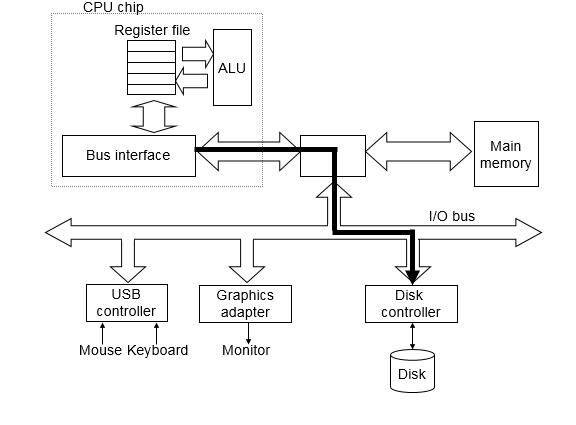 CPU chip
Register file
ALU
Bus interface
Main
memory
I/O bus
USB
controller
Graphics
adapter
Disk
controller
Mouse Keyboard
Monitor
Disk